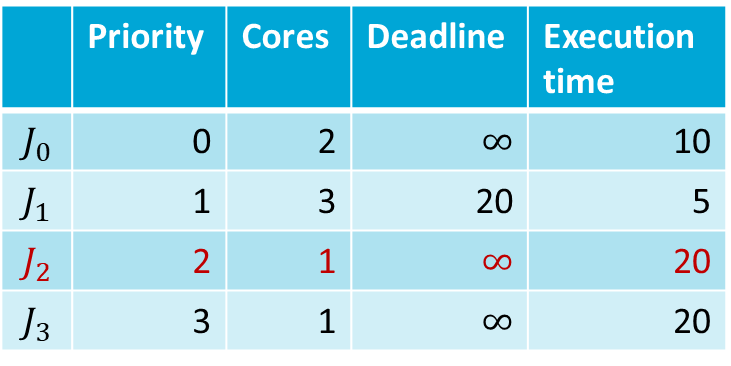 Priority Cores Deadline Execution
time
J₀ 0 2 ∞ 10
J₁ 1 3 20 5
J₂ 2 1 ∞ 20
J₃ 3 1 ∞ 20